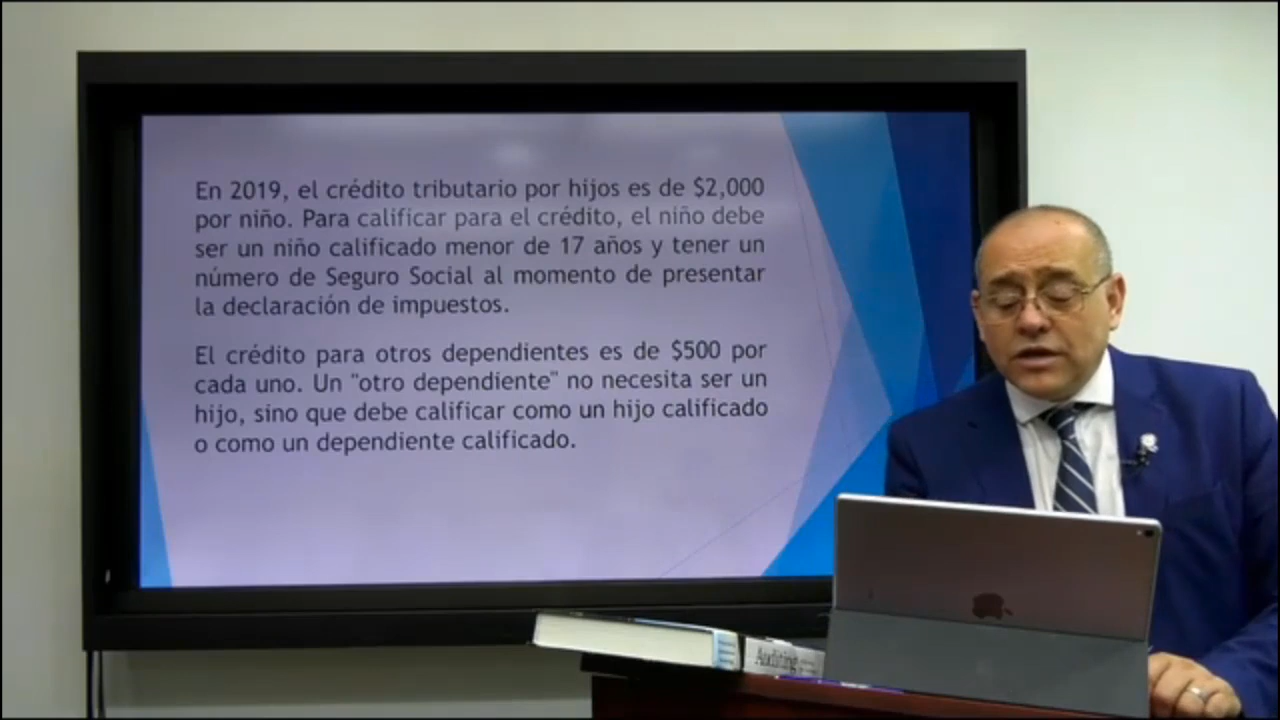 En 2019, el crédito tributario por hijos es de $2,000
por niño. Para calificar para el crédito, el niño debe
ser un niño calificado menor de 17 años y tener un
número de Seguro Social al momento de presentar
la declaración de impuestos.
El crédito para otros dependientes es de $500 por
cada uno. Un "otro dependiente" no necesita ser un
hijo, sino que debe calificar como un hijo calificado
o como un dependiente calificado.
Auditing